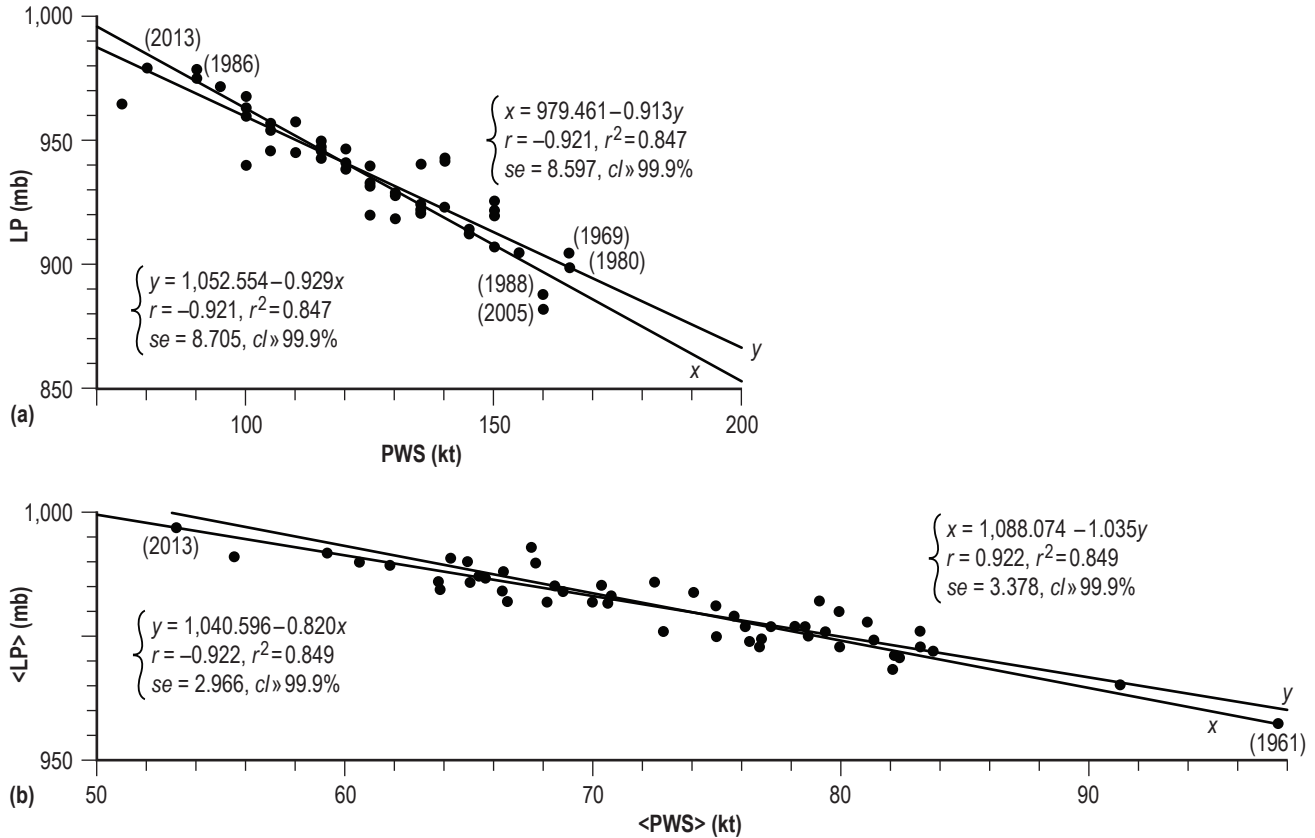 1,000
(2013)
(1986)
950
LP (mb)
x = 979.461–0.913y
r = –0.921, r²=0.847
se = 8.597, cl» 99.9%
900
(1969)
(1980)
(1988)
(2005)
y = 1,052.554–0.929x
r = –0.921, r²=0.847
se = 8.705, cl» 99.9%
y
x
850
(a)
100
150
200
PWS (kt)
1,000
(2013)
<LP> (mb)
x = 1,088.074 –1.035y
r = 0.922, r²=0.849
se = 3.378, cl» 99.9%
y = 1,040.596–0.820x
r = –0.922, r²=0.849
se = 2.966, cl» 99.9%
y
x
(1961)
950
(b)
50
60
70
80
90
<PWS> (kt)